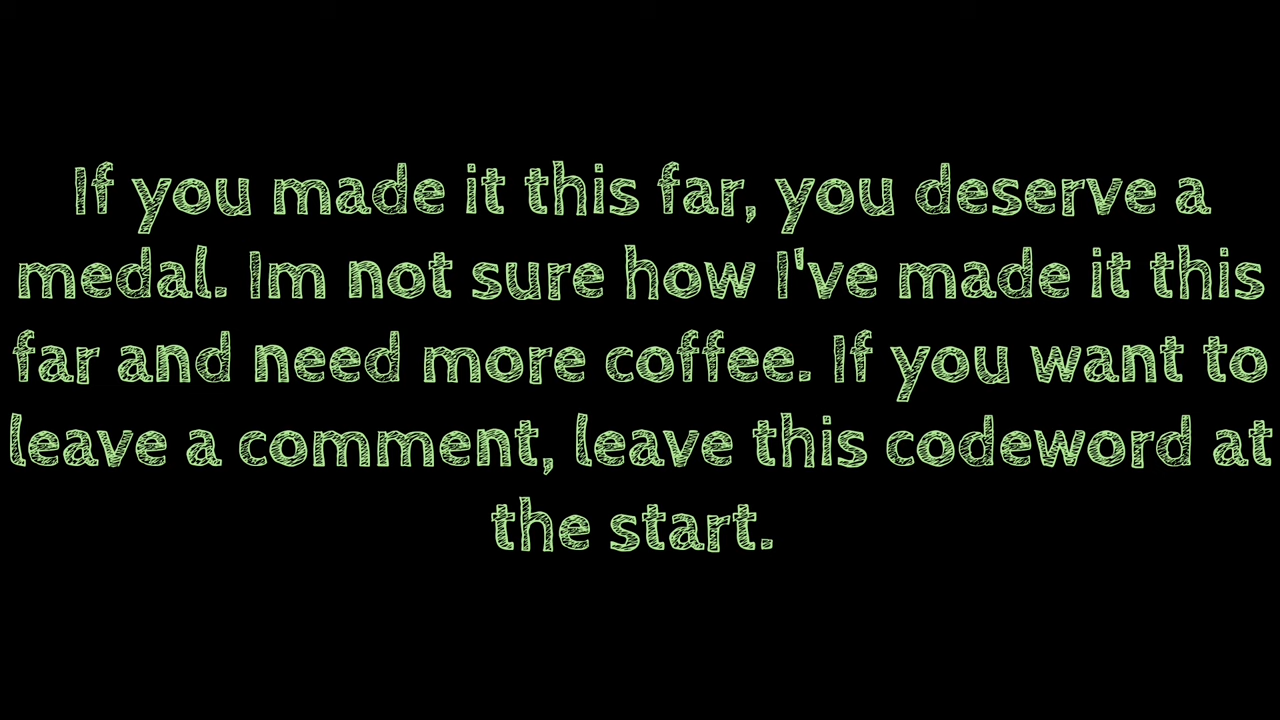 If you made it this far, you deserve a
medal. Im not sure how I've made it this
far and need more coffee. If you want to
leave a comment, leave this codeword at
the start.